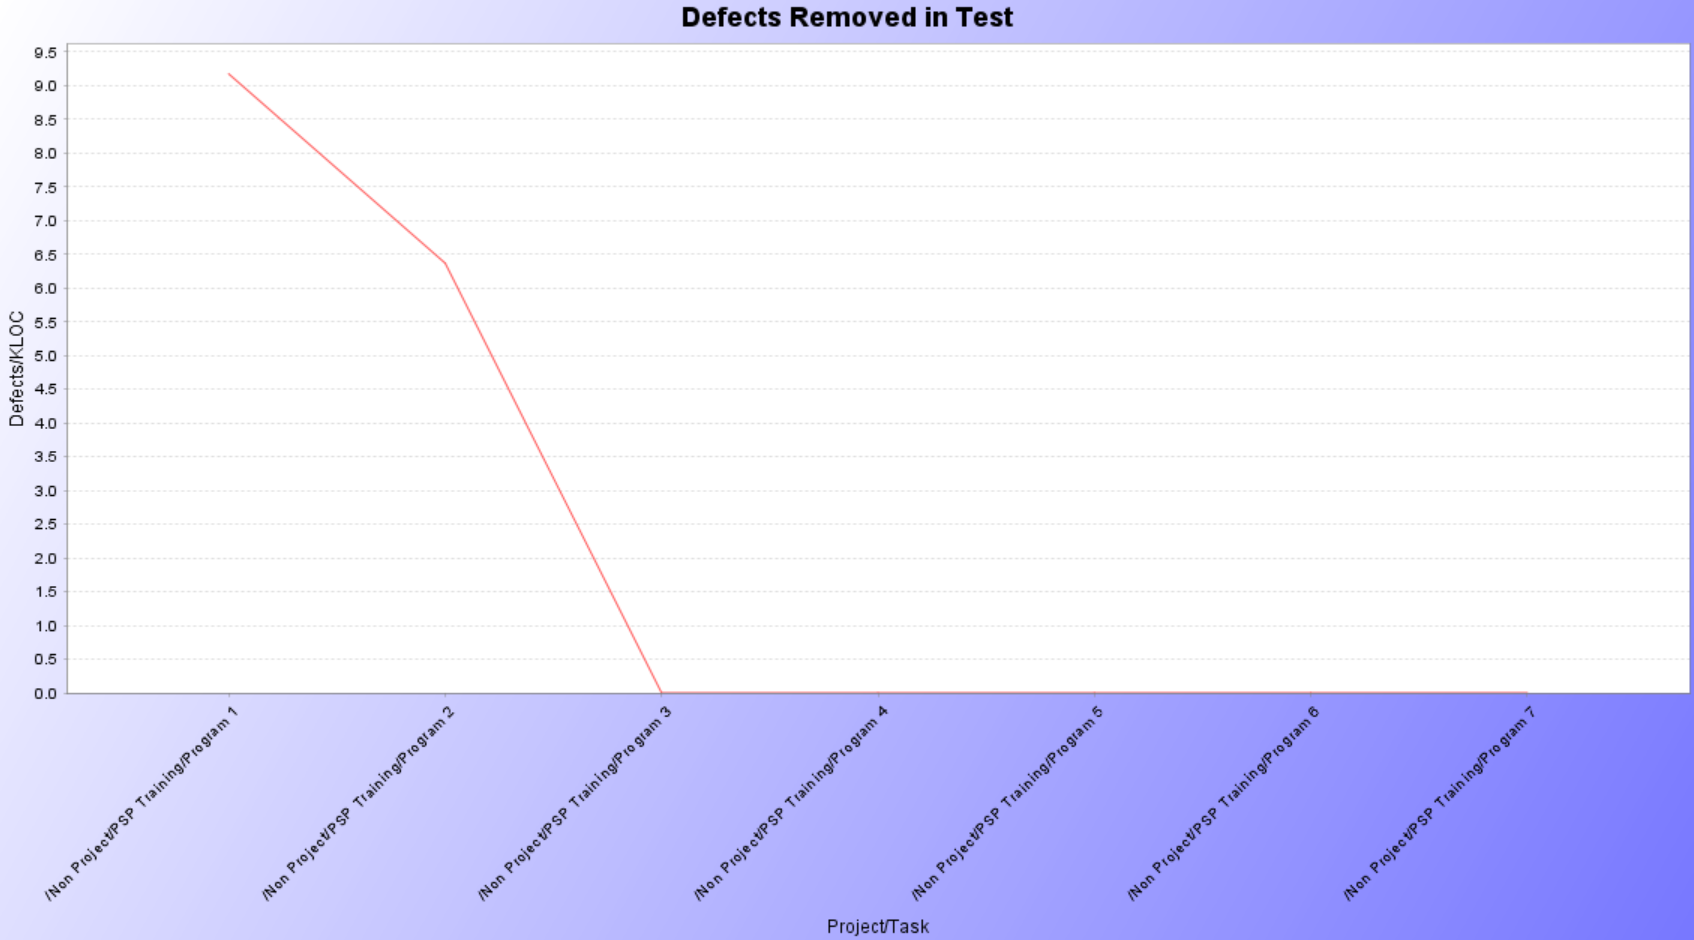 Defects Removed in Test
9.5
9.0
8.5
8.0
7.5
7.0
6.5
6.0
5.5
5.0
4.5
4.0
3.5
3.0
2.5
2.0
1.5
1.0
0.5
0.0
Defects/KLOC
/Non Project/PSP Training/Program 1
/Non Project/PSP Training/Program 2
/Non Project/PSP Training/Program 3
/Non Project/PSP Training/Program 4
/Non Project/PSP Training/Program 5
/Non Project/PSP Training/Program 6
/Non Project/PSP Training/Program 7
Project/Task